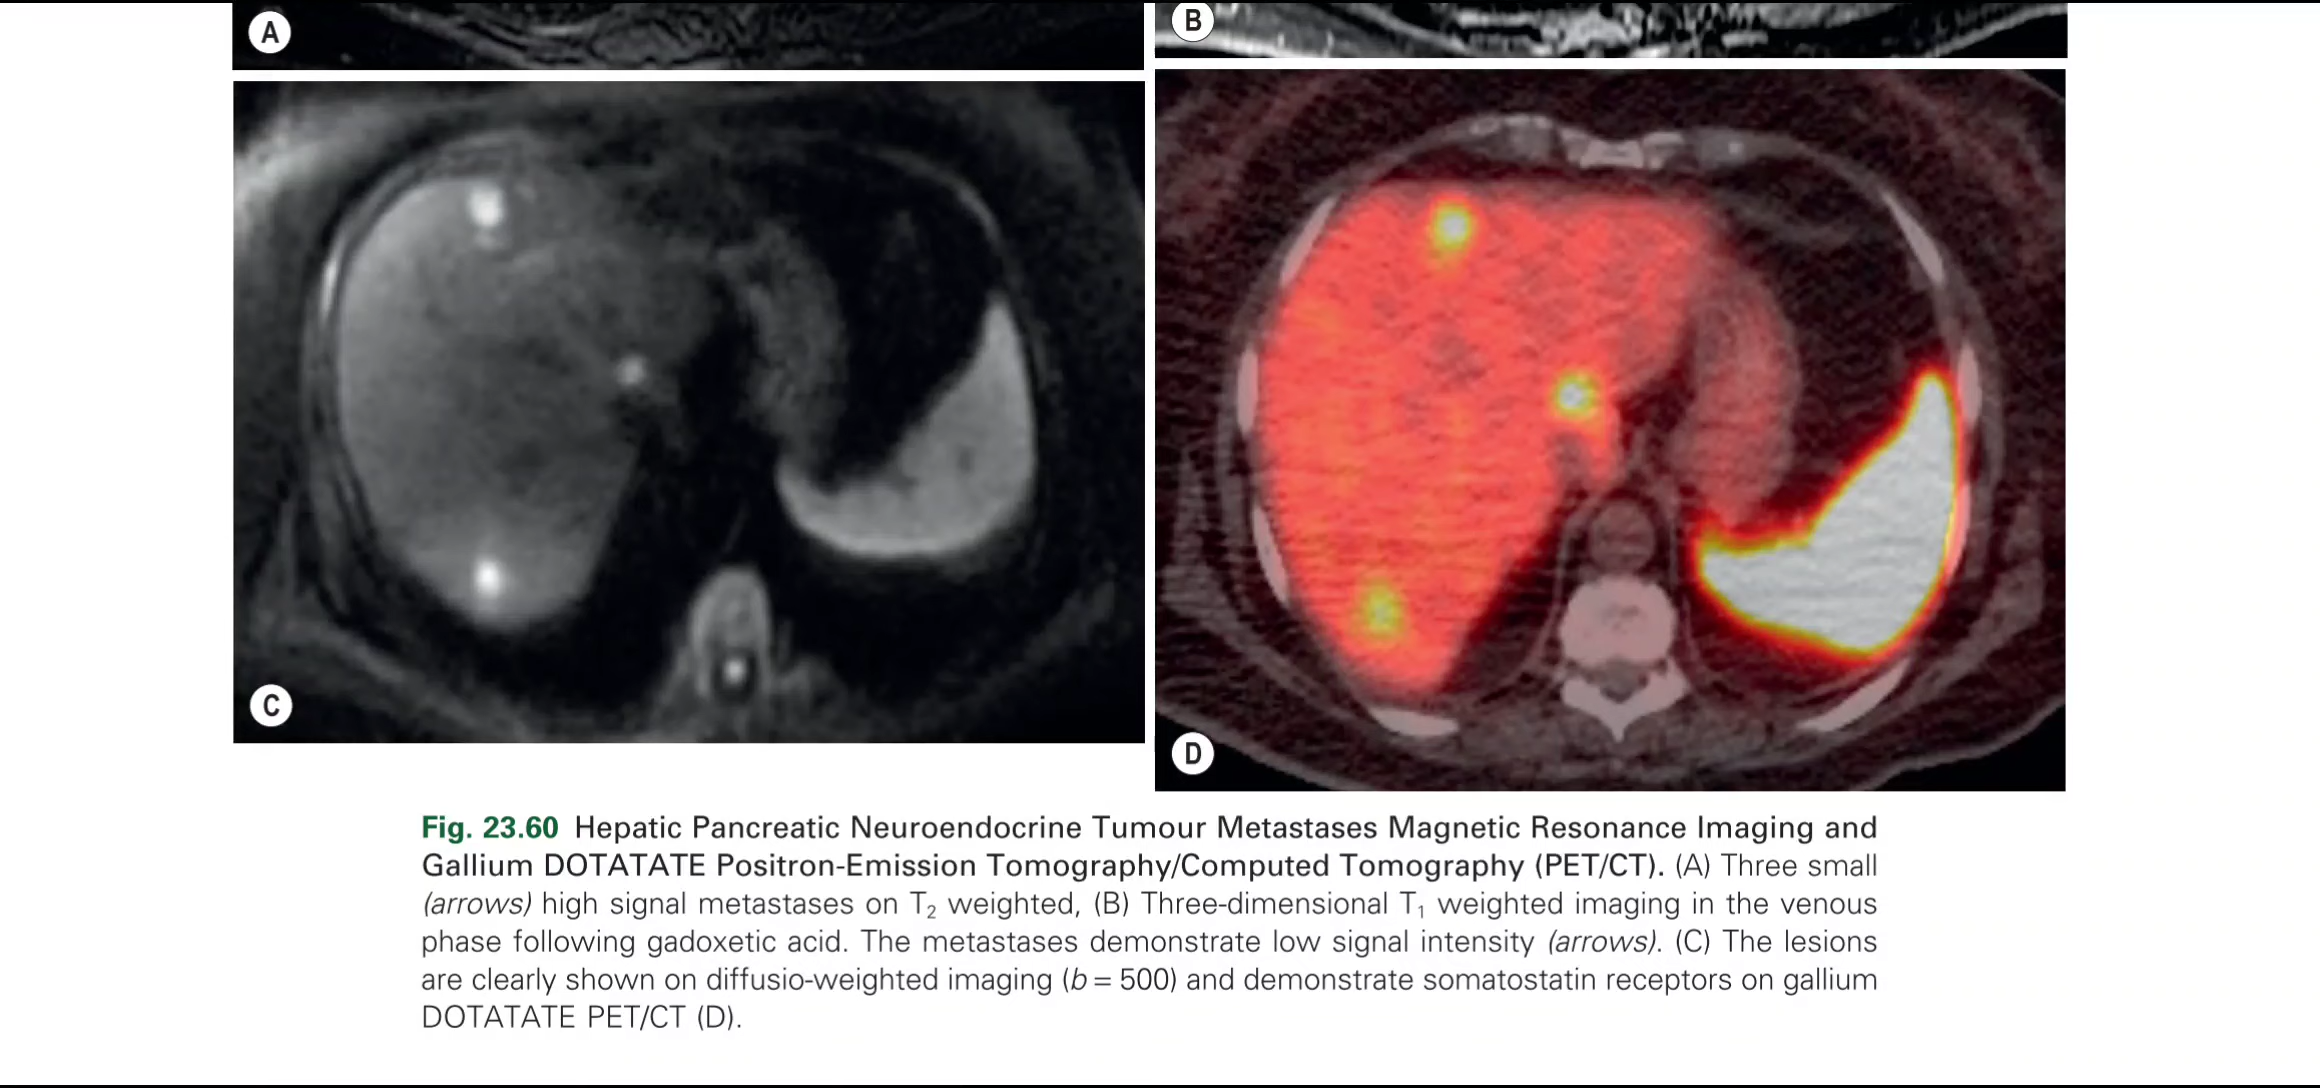 A
B
C
D
Fig. 23.60 Hepatic Pancreatic Neuroendocrine Tumour Metastases Magnetic Resonance Imaging and
Gallium DOTATATE Positron-Emission Tomography/Computed Tomography (PET/CT). (A) Three small
(arrows) high signal metastases on T₂ weighted, (B) Three-dimensional T₁ weighted imaging in the venous
phase following gadoxetic acid. The metastases demonstrate low signal intensity (arrows). (C) The lesions
are clearly shown on diffusio-weighted imaging (b = 500) and demonstrate somatostatin receptors on gallium
DOTATATE PET/CT (D).